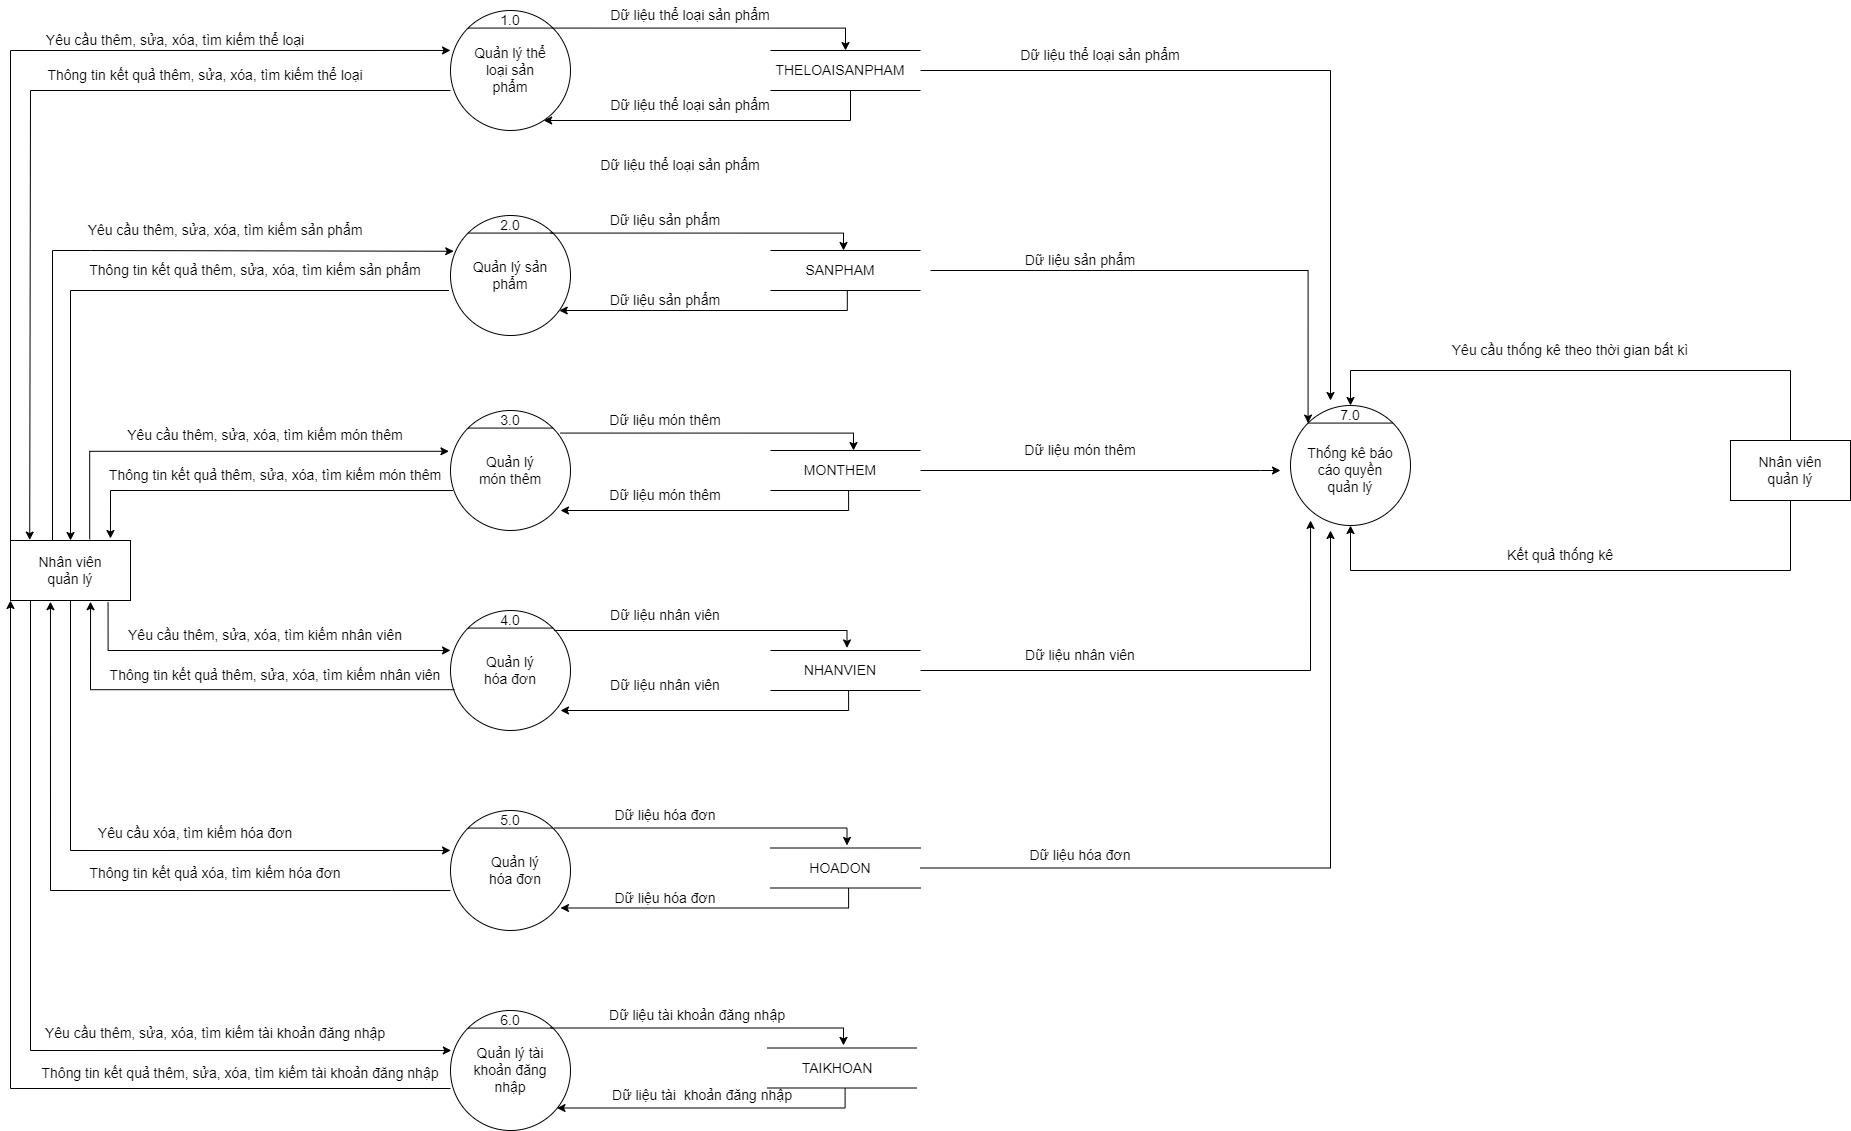 1.0
Dữ liệu thể loại sản phẩm
Yêu cầu thêm, sửa, xóa, tìm kiếm thể loại
Quản lý thể
loại sản
phẩm
Dữ liệu thể loại sản phẩm
THELOAISANPHAM
Thông tin kết quả thêm, sửa, xóa, tìm kiếm thể loại
Dữ liệu thể loại sản phẩm
Dữ liệu thể loại sản phẩm
2.0
Dữ liệu sản phẩm
Yêu cầu thêm, sửa, xóa, tìm kiếm sản phẩm
Quản lý sản
phẩm
Dữ liệu sản phẩm
SANPHAM
Thông tin kết quả thêm, sửa, xóa, tìm kiếm sản phẩm
Dữ liệu sản phẩm
Yêu cầu thống kê theo thời gian bất kì
3.0
Dữ liệu món thêm
7.0
Yêu cầu thêm, sửa, xóa, tìm kiếm món thêm
Quản lý
món thêm
Dữ liệu món thêm
Thống kê báo
cáo quyền
quản lý
Nhân viên
quản lý
MONTHEM
Thông tin kết quả thêm, sửa, xóa, tìm kiếm món thêm
Dữ liệu món thêm
Kết quả thống kê
Nhân viên
quản lý
4.0
Dữ liệu nhân viên
Yêu cầu thêm, sửa, xóa, tìm kiếm nhân viên
Quản lý
hóa đơn
Dữ liệu nhân viên
NHANVIEN
Thông tin kết quả thêm, sửa, xóa, tìm kiếm nhân viên
Dữ liệu nhân viên
5.0
Dữ liệu hóa đơn
Yêu cầu xóa, tìm kiếm hóa đơn
Quản lý
hóa đơn
Dữ liệu hóa đơn
HOADON
Thông tin kết quả xóa, tìm kiếm hóa đơn
Dữ liệu hóa đơn
6.0
Dữ liệu tài khoản đăng nhập
Yêu cầu thêm, sửa, xóa, tìm kiếm tài khoản đăng nhập
Quản lý tài
khoản đăng
nhập
TAIKHOAN
Thông tin kết quả thêm, sửa, xóa, tìm kiếm tài khoản đăng nhập
Dữ liệu tài  khoản đăng nhập